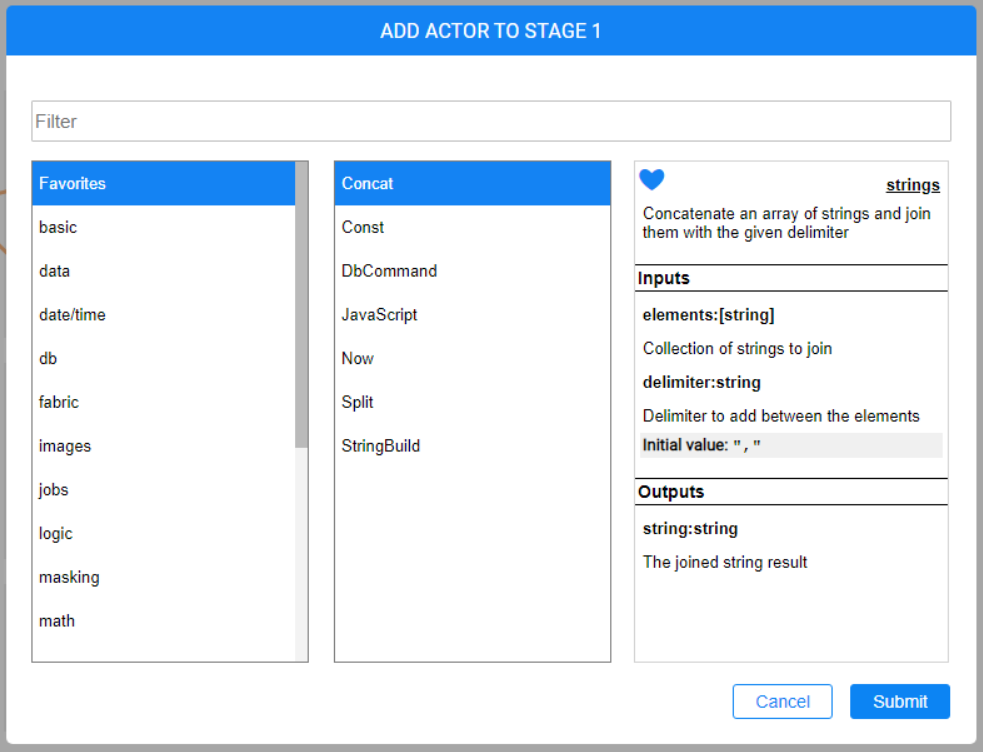 ADD ACTOR TO STAGE 1
Filter
Favorites
basic
data
date/time
db
fabric
images
jobs
logic
masking
math
Concat
Const
DbCommand
JavaScript
Now
Split
StringBuild
strings
Concatenate an array of strings and join
them with the given delimiter
Inputs
elements:[string]
Collection of strings to join
delimiter:string
Delimiter to add between the elements
Initial value: ","
Outputs
string:string
The joined string result
Cancel
Submit